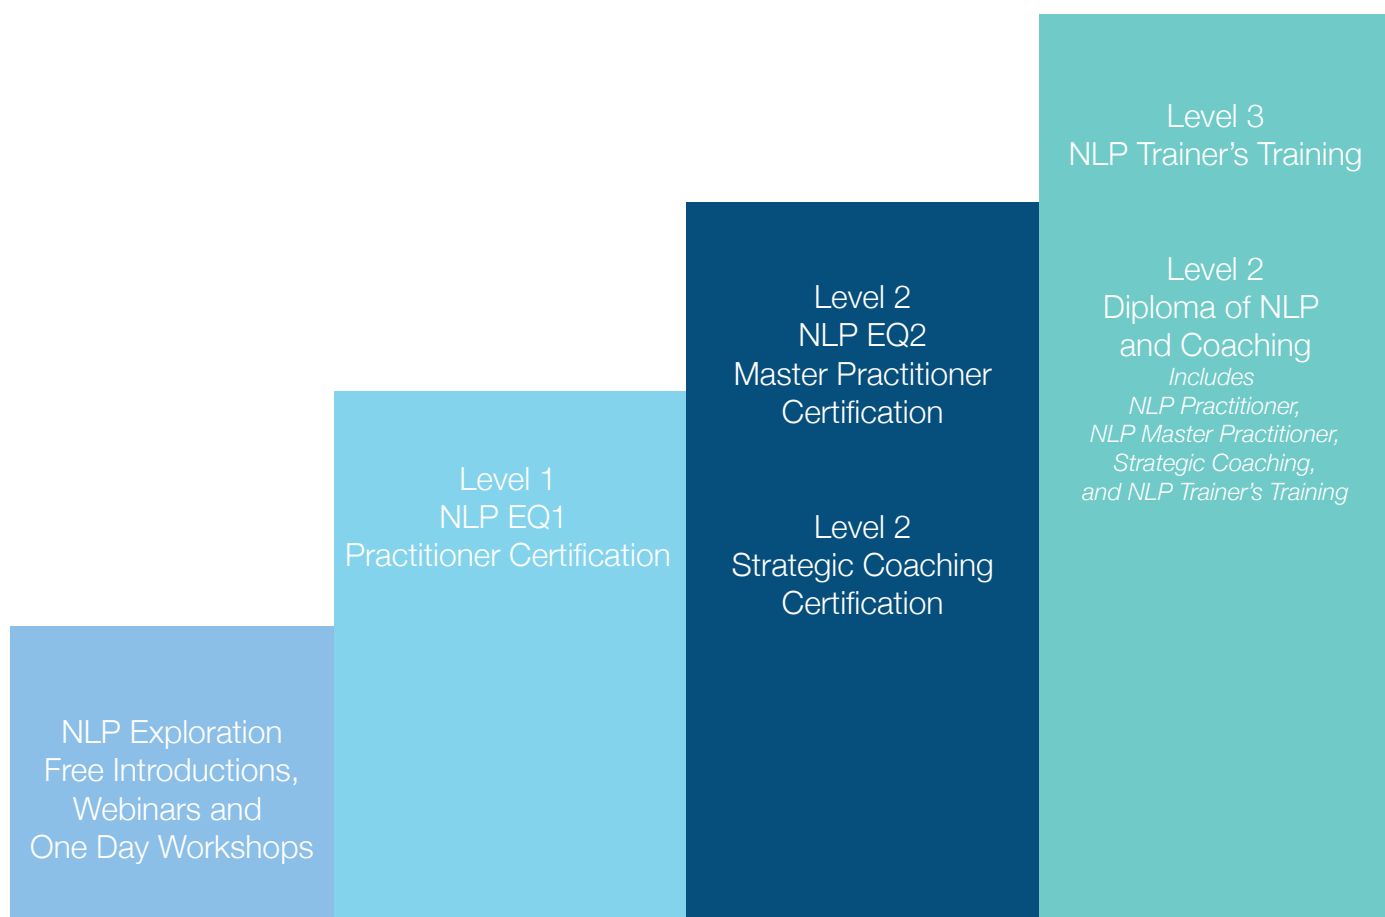 NLP Exploration
Free Introductions,
Webinars and
One Day Workshops
Level 1
NLP EQ1
Practitioner Certification
Level 2
NLP EQ2
Master Practitioner
Certification
Level 2
Strategic Coaching
Certification
Level 3
NLP Trainer’s Training
Level 2
Diploma of NLP
and Coaching
Includes
NLP Practitioner,
NLP Master Practitioner,
Strategic Coaching,
and NLP Trainer’s Training